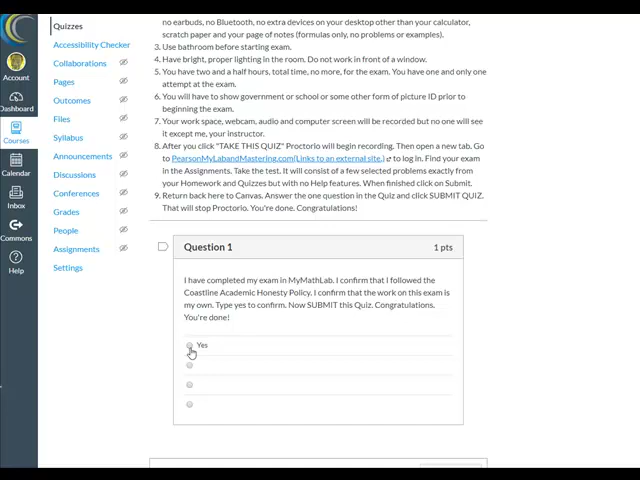 Quizzes
Accessibility Checker
Collaborations
Pages
Outcomes
Files
Syllabus
Announcements
Discussions
Conferences
Grades
People
Assignments
Settings
Account
Dashboard
Courses
Calendar
Inbox
Commons
Help
no earbuds, no Bluetooth, no extra devices on your desktop other than your calculator,
scratch paper and your page of notes (formulas only, no problems or examples).
3. Use bathroom before starting exam.
4. Have bright, proper lighting in the room. Do not work in front of a window.
5. You have two and a half hours, total time, no more, for the exam. You have one and only one
attempt at the exam.
6. You will have to show government or school or some other form of picture ID prior to
beginning the exam.
7. Your work space, webcam, audio and computer screen will be recorded but no one will see
it except me, your instructor.
8. After you click "TAKE THIS QUIZ" Proctorio will begin recording. Then open a new tab. Go
to PearsonMyLabandMastering.com(Links to an external site.) to log in. Find your exam
in the Assignments. Take the test. It will consist of a few selected problems exactly from
your Homework and Quizzes but with no Help features. When finished click on Submit.
9. Return back here to Canvas. Answer the one question in the Quiz and click SUBMIT QUIZ.
That will stop Proctorio. You're done. Congratulations!
Question 1
1 pts
I have completed my exam in MyMathLab. I confirm that I followed the
Coastline Academic Honesty Policy. I confirm that the work on this exam is
my own. Type yes to confirm. Now SUBMIT this Quiz. Congratulations.
You're done!
Yes